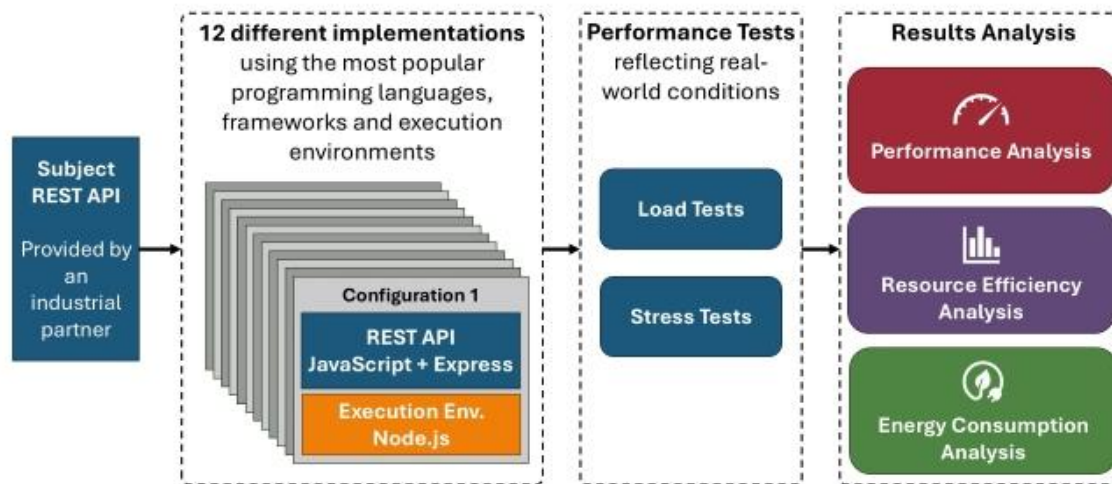 Subject
REST API
Provided by
an
industrial
partner
12 different implementations
using the most popular
programming languages,
frameworks and execution
environments
Configuration 1
REST API
JavaScript + Express
Execution Env.
Node.js
Performance Tests
reflecting real-
world conditions
Load Tests
Stress Tests
Results Analysis
Performance Analysis
Resource Efficiency
Analysis
Energy Consumption
Analysis